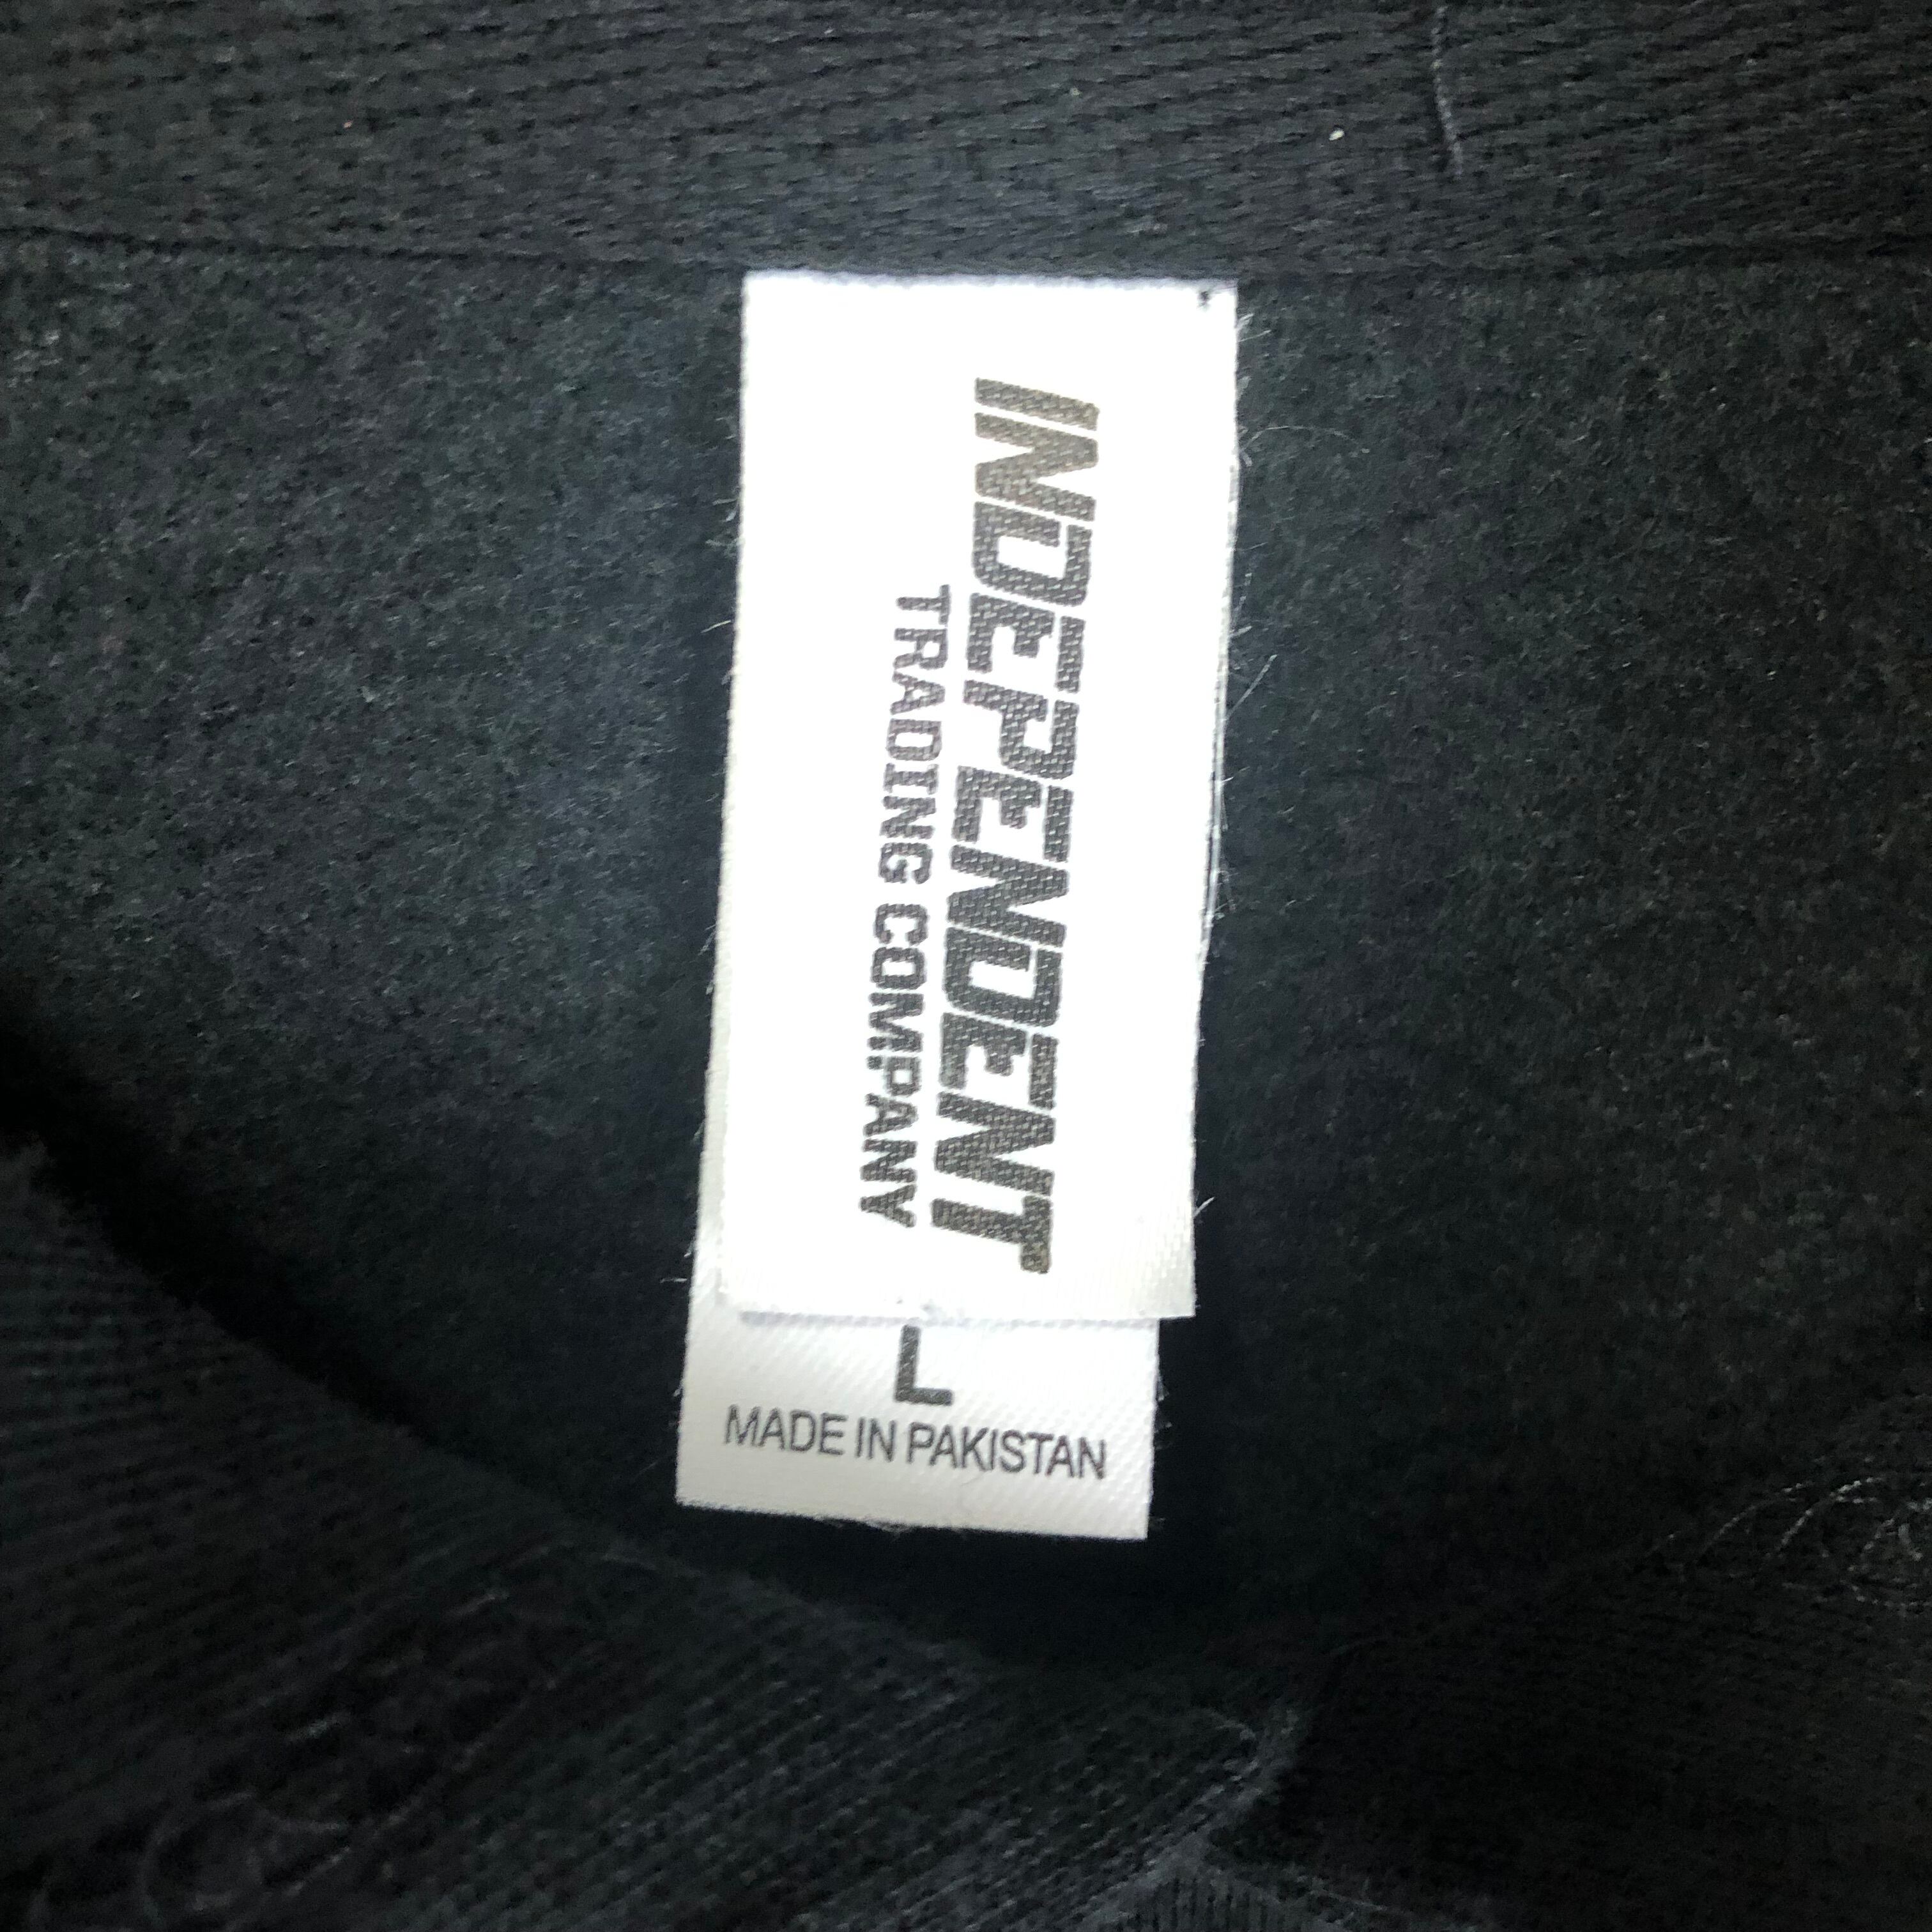 INDEPENDENT
TRADING COMPANY
L
MADE IN PAKISTAN